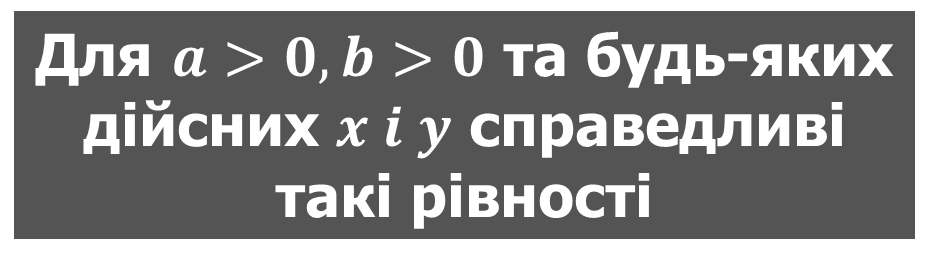 Для a > 0, b > 0 та будь-яких
дійсних x і y справедливі
такі рівності